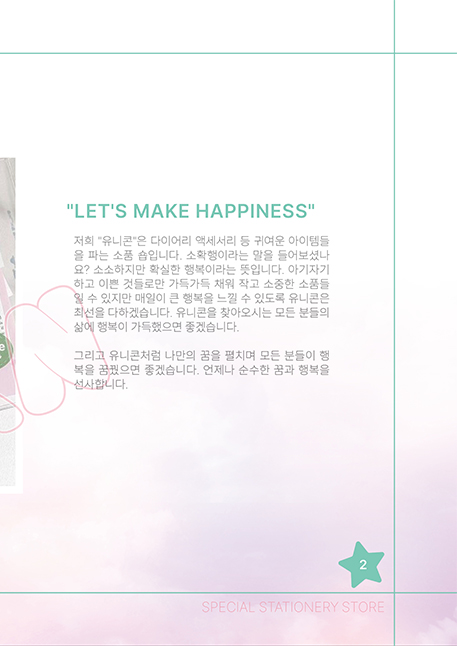 "LET'S MAKE HAPPINESS"
저희 "유니콘"은 다이어리 액세서리 등 귀여운 아이템들
을 파는 소품 숍입니다. 소확행이라는 말을 들어보셨나
요? 소소하지만 확실한 행복이라는 뜻입니다. 아기자기
하고 이쁜 것들로만 가득가득 채워 작고 소중한 소품들
일 수 있지만 매일이 큰 행복을 느낄 수 있도록 유니콘은
최선을 다하겠습니다. 유니콘을 찾아오시는 모든 분들의
삶에 행복이 가득했으면 좋겠습니다.
그리고 유니콘처럼 나만의 꿈을 펼치며 모든 분들이 행
복을 꿈꿨으면 좋겠습니다. 언제나 순수한 꿈과 행복을
선사합니다.
2
SPECIAL STATIONERY STORE